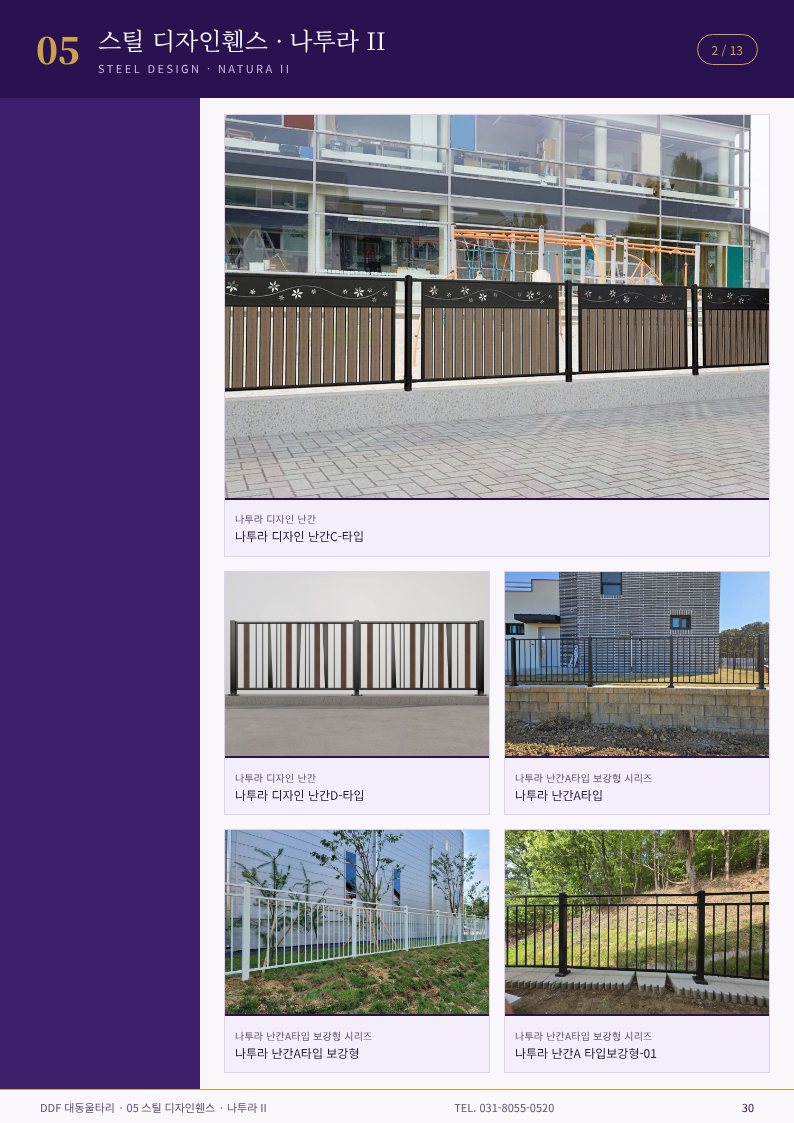 05
스틸 디자인휀스 · 나투라 II
STEEL DESIGN · NATURA II
2 / 13
나투라 디자인 난간
나투라 디자인 난간C-타입
나투라 디자인 난간
나투라 디자인 난간D-타입
나투라 난간A타입 보강형 시리즈
나투라 난간A타입
나투라 난간A타입 보강형 시리즈
나투라 난간A타입 보강형
나투라 난간A타입 보강형 시리즈
나투라 난간A 타입보강형-01
DDF 대동울타리 · 05 스틸 디자인휀스 · 나투라 II
TEL. 031-8055-0520
30